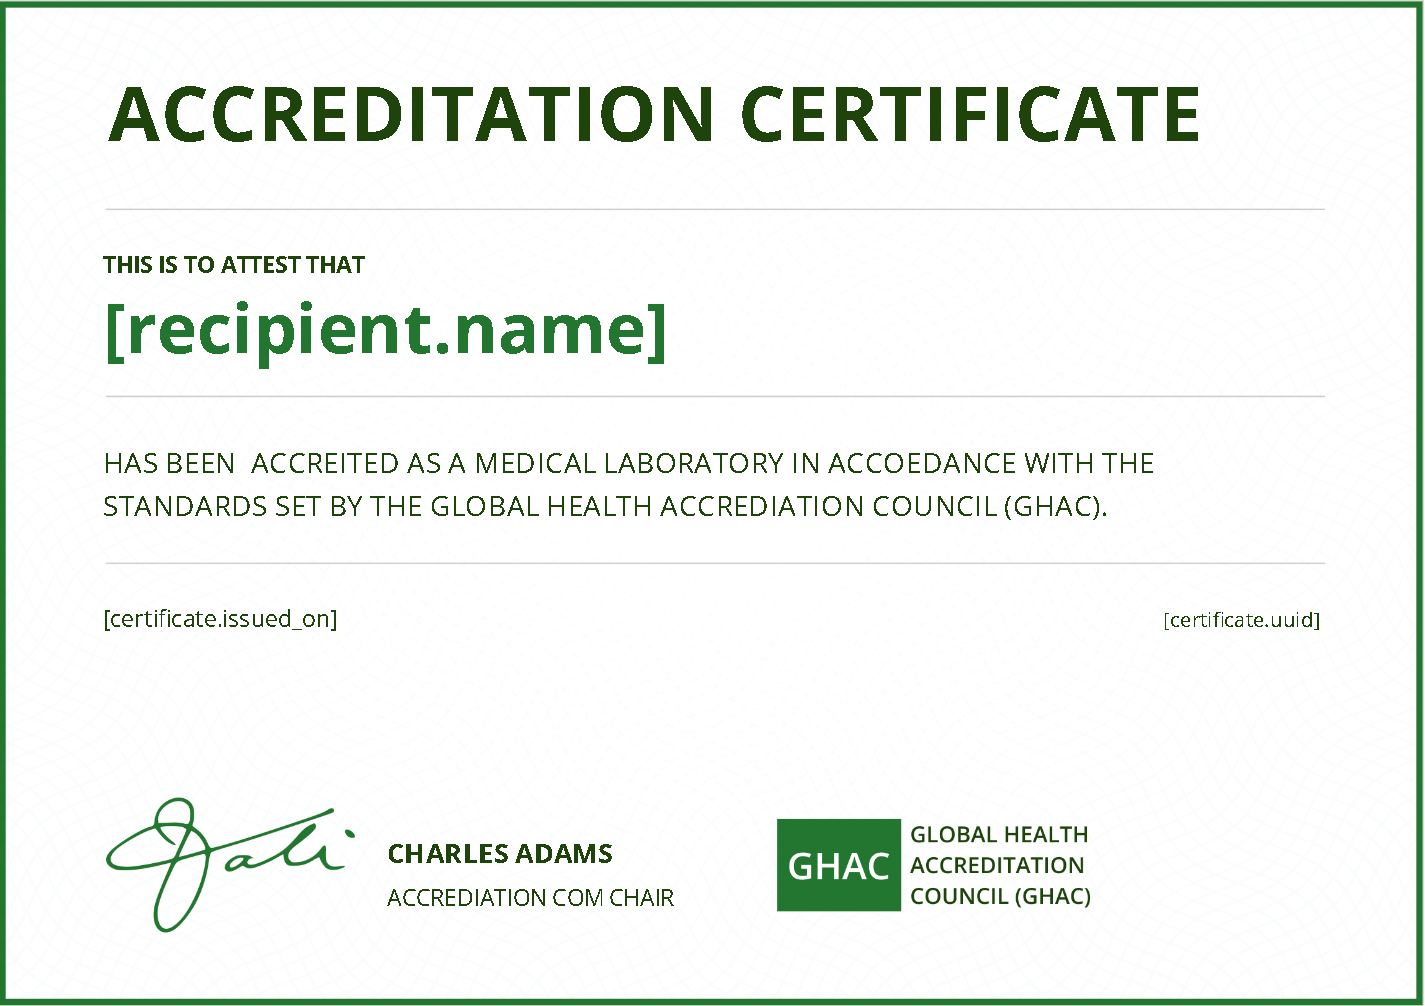 ACCREDITATION CERTIFICATE
THIS IS TO ATTEST THAT
[recipient.name]
HAS BEEN  ACCREITED AS A MEDICAL LABORATORY IN ACCOEDANCE WITH THE
STANDARDS SET BY THE GLOBAL HEALTH ACCREDIATION COUNCIL (GHAC).
[certificate.issued_on]
[certificate.uuid]
CHARLES ADAMS
ACCREDIATION COM CHAIR
GHAC
GLOBAL HEALTH
ACCREDITATION
COUNCIL (GHAC)